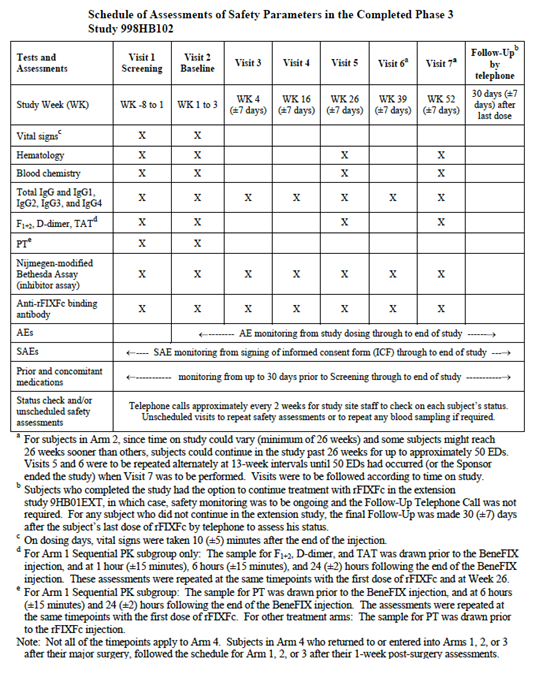 Schedule of Assessments of Safety Parameters in the Completed Phase 3
Study 998HB102
Tests and Assessments | Visit 1 Screening | Visit 2 Baseline | Visit 3 | Visit 4 | Visit 5 | Visit 6a | Visit 7a | Follow-Upb by telephone
Study Week (WK) | WK -8 to 1 | WK 1 to 3 | WK 4 (±7 days) | WK 16 (±7 days) | WK 26 (±7 days) | WK 39 (±7 days) | WK 52 (±7 days) | 30 days (±7 days) after last dose
Vital signsc | X | X
Hematology | X | X | X | X
Blood chemistry | X | X | X | X
Total IgG and IgG1, IgG2, IgG3, and IgG4 | X | X | X | X | X | X | X
F1+2, D-dimer, TATd | X | X | X | X
PTe | X | X
Nijmegen-modified Bethesda Assay (inhibitor assay) | X | X | X | X | X | X | X
Anti-rFIXFc binding antibody | X | X | X | X | X | X | X
AEs | <------- AE monitoring from study dosing through to end of study ------->
SAEs | <----- SAE monitoring from signing of informed consent form (ICF) through to end of study ---->
Prior and concomitant medications | <----------- monitoring from up to 30 days prior to Screening through to end of study ----------->
Status check and/or unscheduled safety assessments | Telephone calls approximately every 2 weeks for study site staff to check on each subject's status. Unscheduled visits to repeat safety assessments or to repeat any blood sampling if required.
a For subjects in Arm 2, since time on study could vary (minimum of 26 weeks) and some subjects might reach
26 weeks sooner than others, subjects could continue in the study past 26 weeks for up to approximately 50 EDs.
Visits 5 and 6 were to be repeated alternately at 13-week intervals until 50 EDs had occurred (or the Sponsor
ended the study) when Visit 7 was to be performed. Visits were to be followed according to time on study.
b Subjects who completed the study had the option to continue treatment with rFIXFc in the extension
study 9HB01EXT, in which case, safety monitoring was to be ongoing and the Follow-Up Telephone Call was not
required. For any subject who did not continue in the extension study, the final Follow-Up was made 30 (±7) days
after the subject's last dose of rFIXFc by telephone to assess his status.
c On dosing days, vital signs were taken 10 (±5) minutes after the end of the injection.
d For Arm 1 Sequential PK subgroup only: The sample for F1+2, D-dimer, and TAT was drawn prior to the BeneFIX
injection, and at 1 hour (±15 minutes), 6 hours (±15 minutes), and 24 (±2) hours following the end of the BeneFIX
injection. These assessments were repeated at the same timepoints with the first dose of rFIXFc and at Week 26.
e For Arm 1 Sequential PK subgroup: The sample for PT was drawn prior to the BeneFIX injection, and at 6 hours
(±15 minutes) and 24 (±2) hours following the end of the BeneFIX injection. The assessments were repeated at
the same timepoints with the first dose of rFIXFc. For other treatment arms: The sample for PT was drawn prior
to the rFIXFc injection.
Note: Not all of the timepoints apply to Arm 4. Subjects in Arm 4 who returned to or entered into Arms 1, 2, or 3
after their major surgery, followed the schedule for Arm 1, 2, or 3 after their 1-week post-surgery assessments.